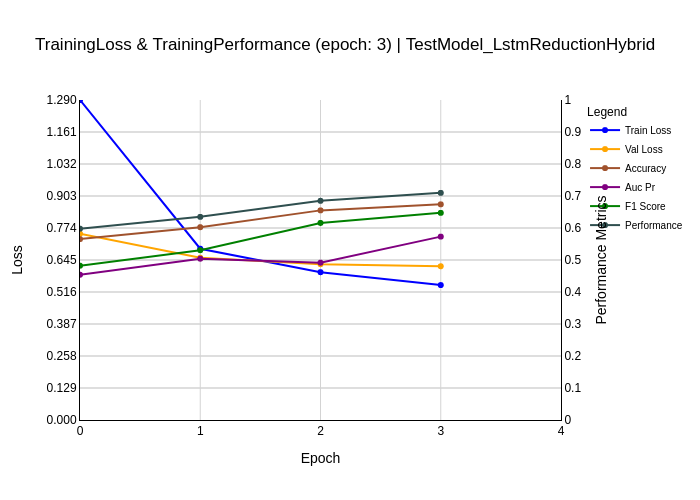 TrainingLoss & TrainingPerformance (epoch: 3) | TestModel_LstmReductionHybrid
Loss
1.290
1.161
1.032
0.903
0.774
0.645
0.516
0.387
0.258
0.129
0.000
0
1
2
3
4
Epoch
1
0.9
0.8
0.7
0.6
0.5
0.4
0.3
0.2
0.1
0
Performance Metrics
Legend
Train Loss
Val Loss
Accuracy
Auc Pr
F1 Score
Performance